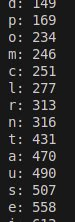 d: 149
p: 169
o: 234
m: 246
c: 251
l: 277
r: 313
n: 316
t: 431
a: 470
u: 490
s: 507
e: 558
i: 613